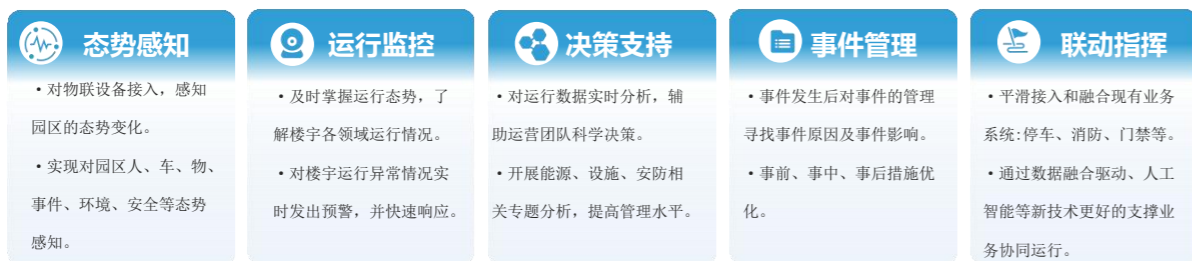 态势感知
• 对物联设备接入，感知
园区的态势变化。
• 实现对园区人、车、物、
事件、环境、安全等态势
感知。
运行监控
• 及时掌握运行态势，了
解楼宇各领域运行情况。
• 对楼宇运行异常情况实
时发出预警，并快速响应。
决策支持
• 对运行数据实时分析，辅
助运营团队科学决策。
• 开展能源、设施、安防相
关专题分析，提高管理水平。
事件管理
• 事件发生后对事件的管理
寻找事件原因及事件影响。
• 事前、事中、事后措施优
化。
联动指挥
• 平滑接入和融合现有业务
系统:停车、消防、门禁等。
• 通过数据融合驱动、人工
智能等新技术更好的支撑业
务协同运行。